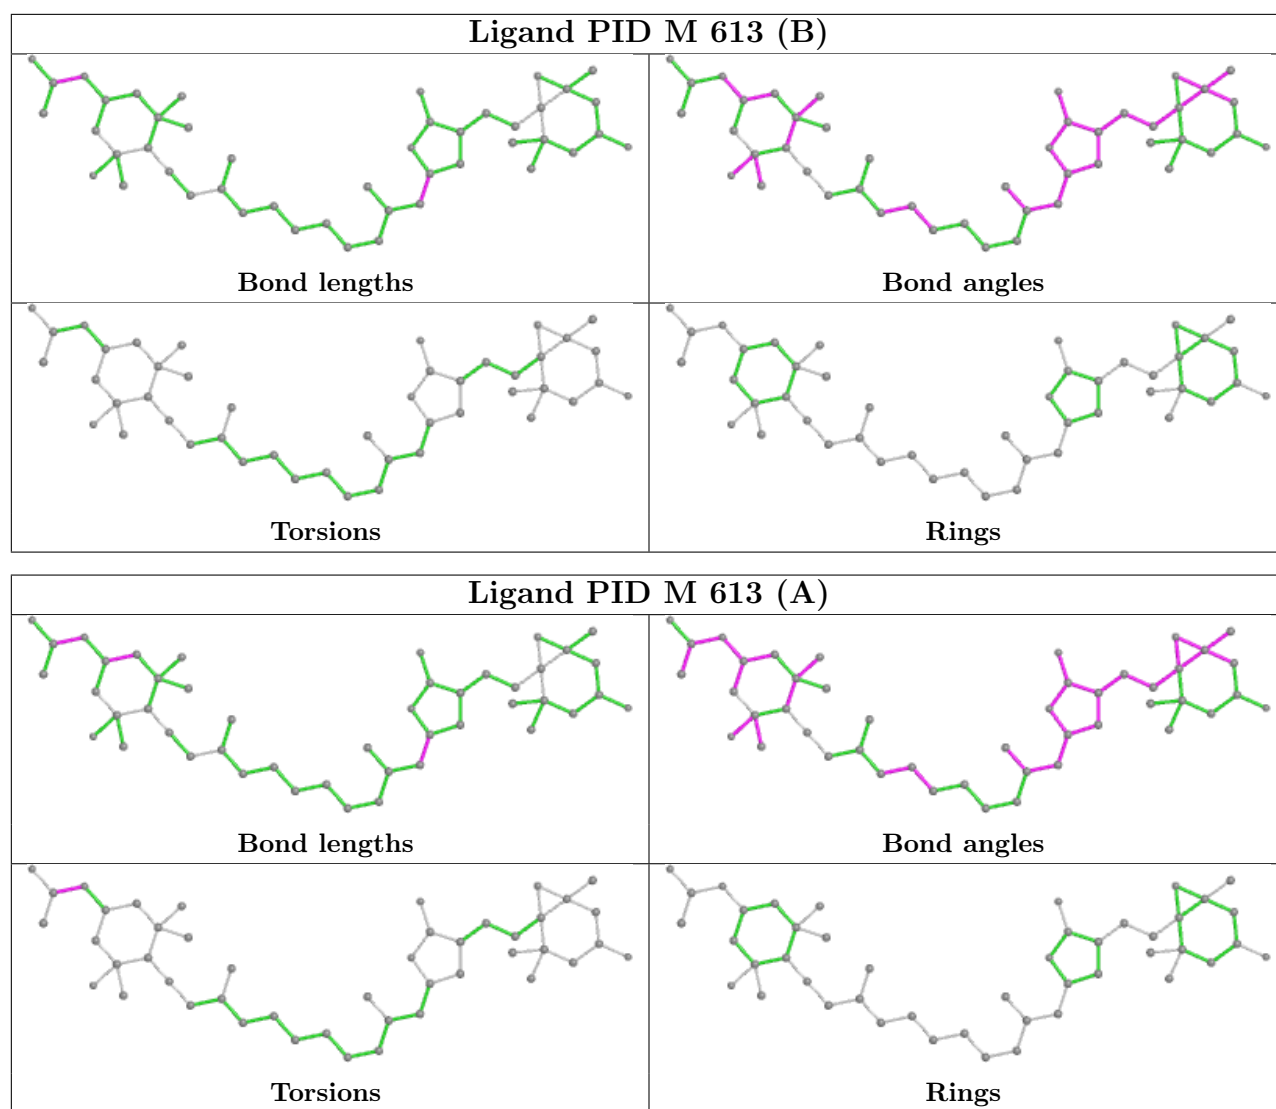 Ligand PID M 613 (B)
Bond lengths
Bond angles
Torsions
Rings
Ligand PID M 613 (A)
Bond lengths
Bond angles
Torsions
Rings